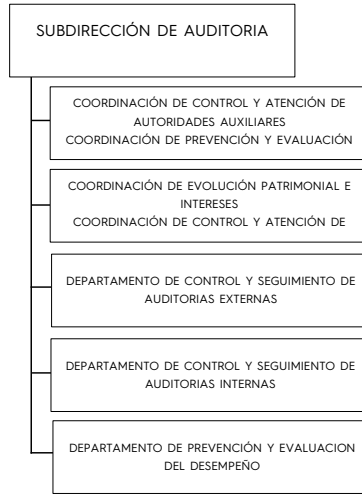 SUBDIRECCIÓN DE AUDITORIA
COORDINACIÓN DE CONTROL Y ATENCIÓN DE
AUTORIDADES AUXILIARES
COORDINACIÓN DE PREVENCIÓN Y EVALUACIÓN
COORDINACIÓN DE EVOLUCIÓN PATRIMONIAL E
INTERESES
COORDINACIÓN DE CONTROL Y ATENCIÓN DE
DEPARTAMENTO DE CONTROL Y SEGUIMIENTO DE
AUDITORIAS EXTERNAS
DEPARTAMENTO DE CONTROL Y SEGUIMIENTO DE
AUDITORIAS INTERNAS
DEPARTAMENTO DE PREVENCIÓN Y EVALUACION
DEL DESEMPEÑO